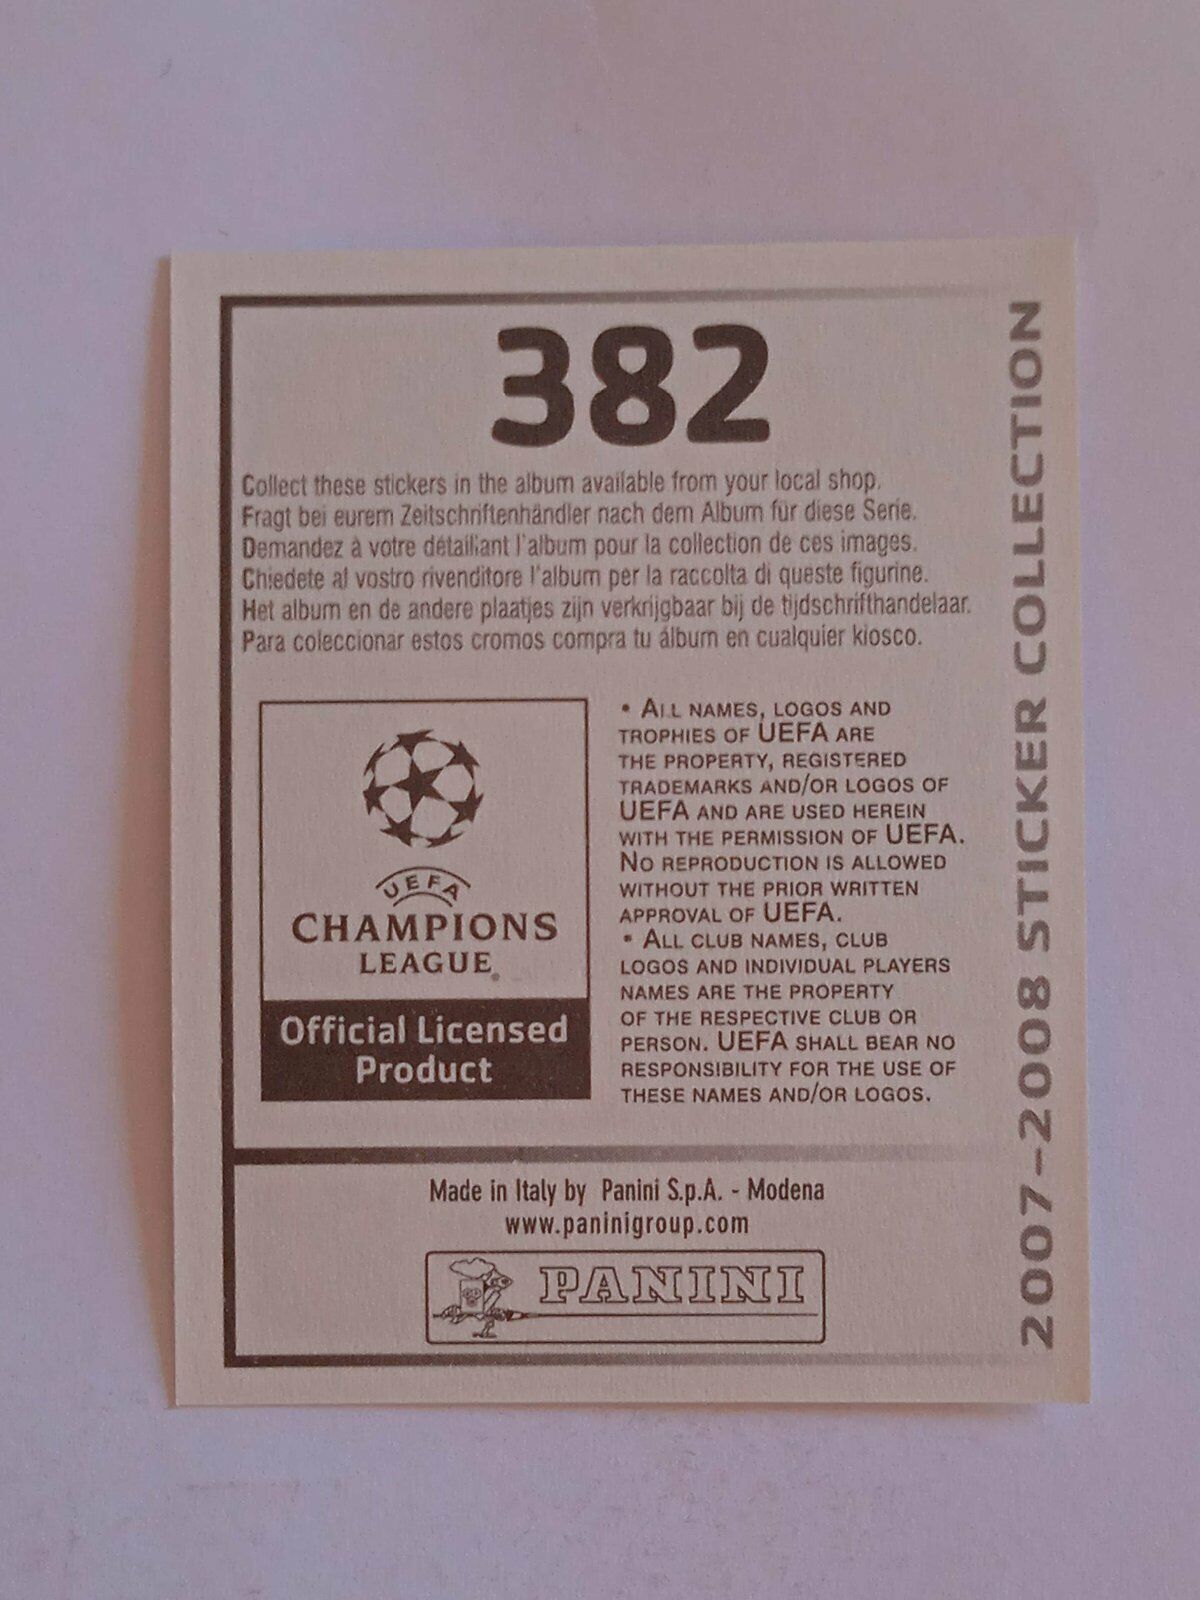 382
Collect these stickers in the album available from your local shop.
Fragt bei eurem Zeitschriftenhändler nach dem Album für diese Serie.
Demandez à votre détaillant l'album pour la collection de ces images.
Chiedete al vostro rivenditore l'album per la raccolta di queste figurine.
Het album en de andere plaatjes zijn verkrijgbaar bij de tijdschrifthandelaar.
Para coleccionar estos cromos compra tu álbum en cualquier kiosco.
UEFA
CHAMPIONS
LEAGUE
Official Licensed
Product
• ALL NAMES, LOGOS AND
TROPHIES OF UEFA ARE
THE PROPERTY, REGISTERED
TRADEMARKS AND/OR LOGOS OF
UEFA AND ARE USED HEREIN
WITH THE PERMISSION OF UEFA.
NO REPRODUCTION IS ALLOWED
WITHOUT THE PRIOR WRITTEN
APPROVAL OF UEFA.
• ALL CLUB NAMES, CLUB
LOGOS AND INDIVIDUAL PLAYERS
NAMES ARE THE PROPERTY
OF THE RESPECTIVE CLUB OR
PERSON. UEFA SHALL BEAR NO
RESPONSIBILITY FOR THE USE OF
THESE NAMES AND/OR LOGOS.
Made in Italy by Panini S.p.A. - Modena
www.paninigroup.com
PANINI
2007-2008 STICKER COLLECTION